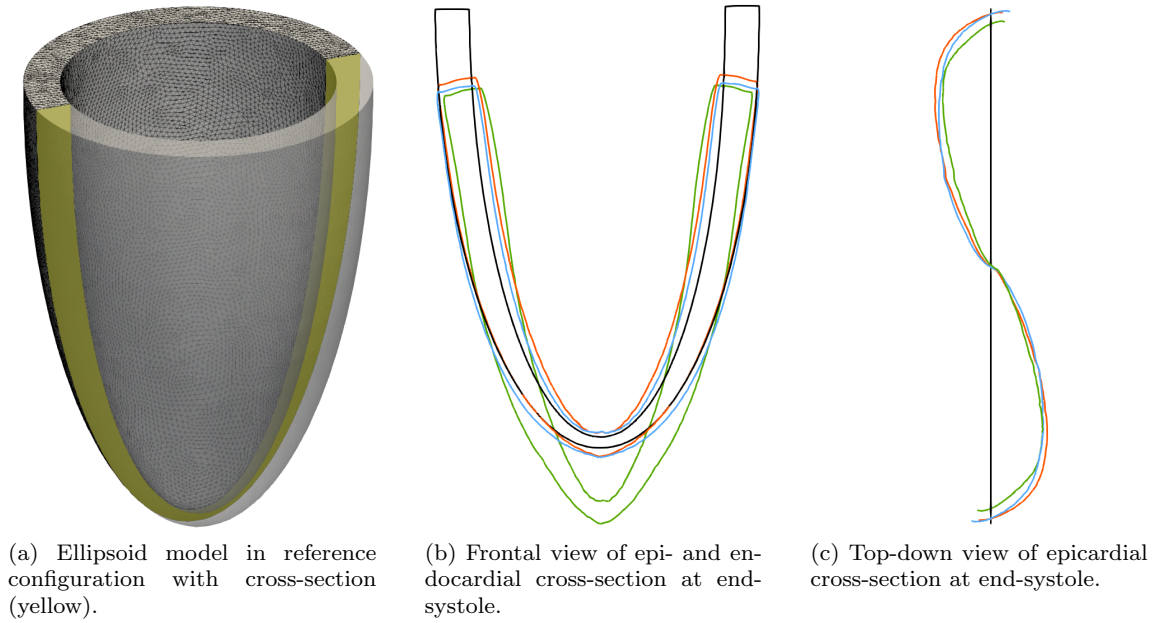 (a) Ellipsoid model in reference
configuration with cross-section
(yellow).
(b) Frontal view of epi- and en-
docardial cross-section at end-
systole.
(c) Top-down view of epicardial
cross-section at end-systole.